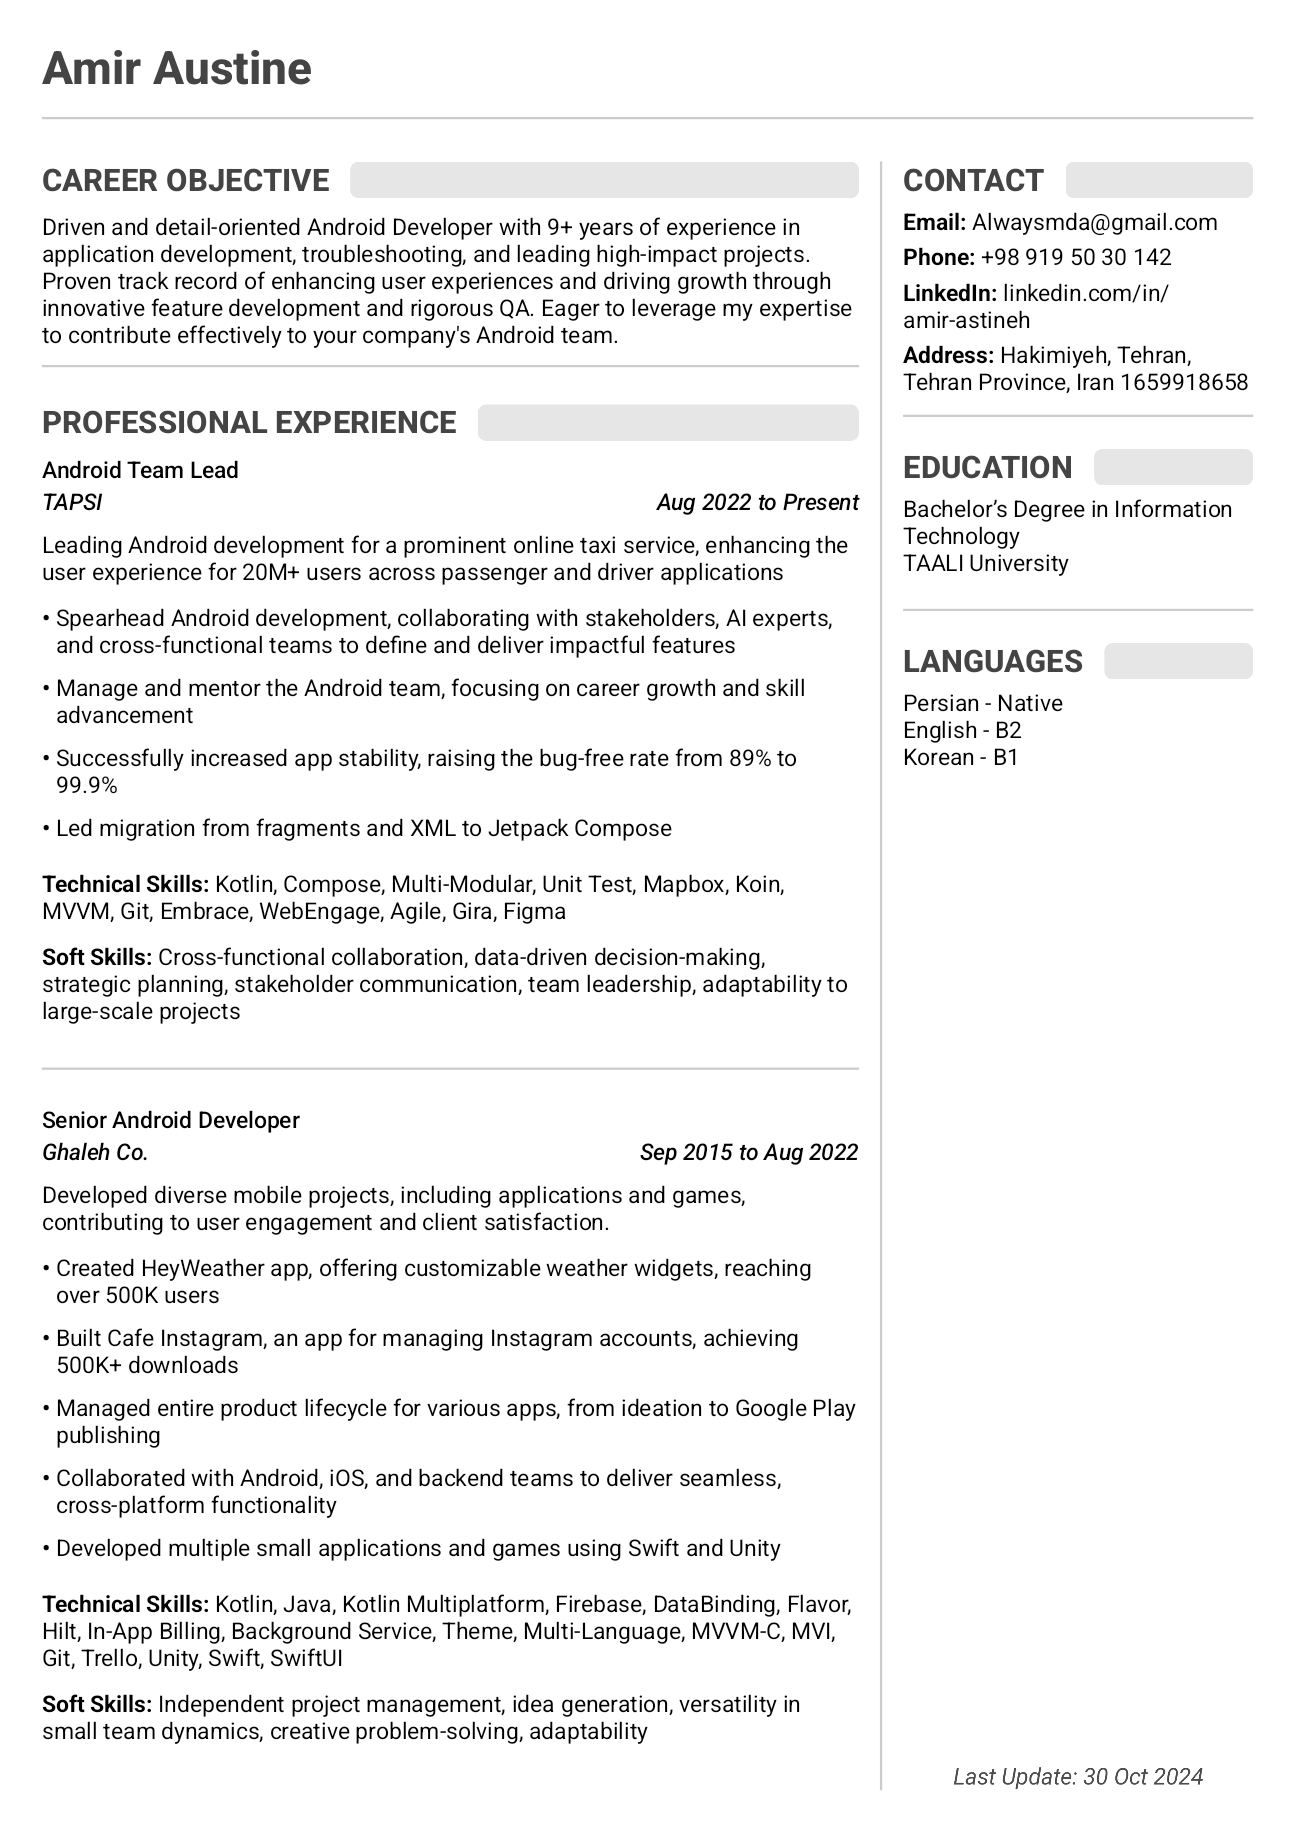 Amir Austine
CAREER OBJECTIVE
Driven and detail-oriented Android Developer with 9+ years of experience in
application development, troubleshooting, and leading high-impact projects.
Proven track record of enhancing user experiences and driving growth through
innovative feature development and rigorous QA. Eager to leverage my expertise
to contribute effectively to your company's Android team.
PROFESSIONAL EXPERIENCE
Android Team Lead
TAPSI Aug 2022 to Present
Leading Android development for a prominent online taxi service, enhancing the
user experience for 20M+ users across passenger and driver applications
• Spearhead Android development, collaborating with stakeholders, AI experts,
and cross-functional teams to define and deliver impactful features
• Manage and mentor the Android team, focusing on career growth and skill
advancement
• Successfully increased app stability, raising the bug-free rate from 89% to
99.9%
• Led migration from fragments and XML to Jetpack Compose
Technical Skills: Kotlin, Compose, Multi-Modular, Unit Test, Mapbox, Koin,
MVVM, Git, Embrace, WebEngage, Agile, Gira, Figma
Soft Skills: Cross-functional collaboration, data-driven decision-making,
strategic planning, stakeholder communication, team leadership, adaptability to
large-scale projects
Senior Android Developer
Ghaleh Co. Sep 2015 to Aug 2022
Developed diverse mobile projects, including applications and games,
contributing to user engagement and client satisfaction.
• Created HeyWeather app, offering customizable weather widgets, reaching
over 500K users
• Built Cafe Instagram, an app for managing Instagram accounts, achieving
500K+ downloads
• Managed entire product lifecycle for various apps, from ideation to Google Play
publishing
• Collaborated with Android, iOS, and backend teams to deliver seamless,
cross-platform functionality
• Developed multiple small applications and games using Swift and Unity
Technical Skills: Kotlin, Java, Kotlin Multiplatform, Firebase, DataBinding, Flavor,
Hilt, In-App Billing, Background Service, Theme, Multi-Language, MVVM-C, MVI,
Git, Trello, Unity, Swift, SwiftUI
Soft Skills: Independent project management, idea generation, versatility in
small team dynamics, creative problem-solving, adaptability
CONTACT
Email: Alwaysmda@gmail.com
Phone: +98 919 50 30 142
LinkedIn: linkedin.com/in/
amir-astineh
Address: Hakimiyeh, Tehran,
Tehran Province, Iran 1659918658
EDUCATION
Bachelor’s Degree in Information
Technology
TAALI University
LANGUAGES
Persian - Native
English - B2
Korean - B1
Last Update: 30 Oct 2024